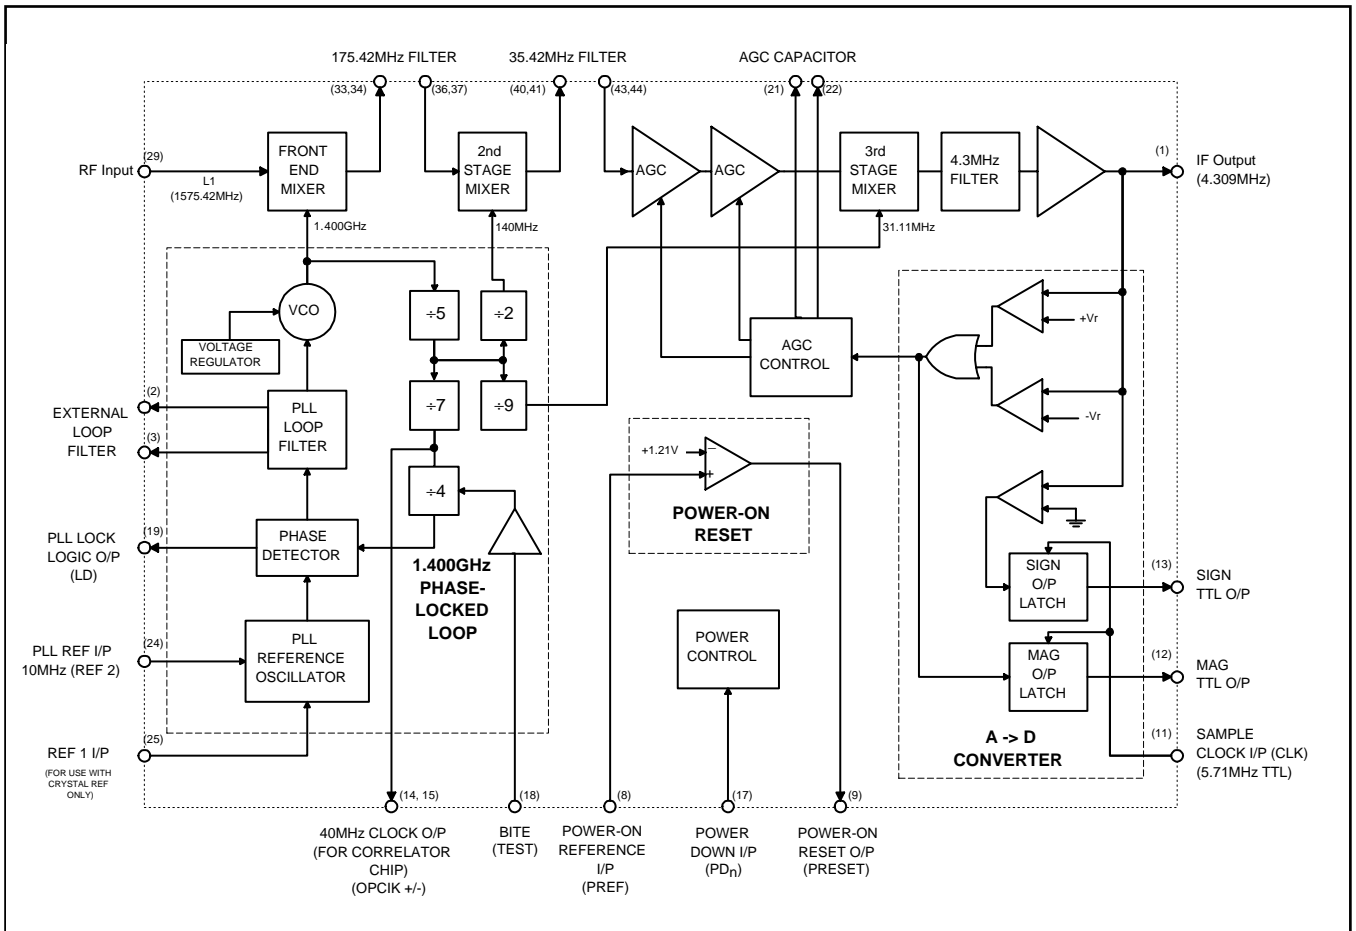 175.42MHz FILTER
35.42MHz FILTER
AGC CAPACITOR
(33,34)
(36,37)
(40,41)
(43,44)
(21)
(22)
RF Input
(29)
L1
(1575.42MHz)
FRONT
END
MIXER
2nd
STAGE
MIXER
AGC
AGC
3rd
STAGE
MIXER
4.3MHz
FILTER
(1)
IF Output
(4.309MHz)
1.400GHz
140MHz
31.11MHz
VCO
÷5
÷2
VOLTAGE
REGULATOR
AGC
CONTROL
+Vr
-Vr
÷7
÷9
EXTERNAL
LOOP
FILTER
(2)
(3)
PLL
LOOP
FILTER
÷4
+1.21V
−
+
POWER-ON
RESET
PLL LOCK
LOGIC O/P
(LD)
(19)
PHASE
DETECTOR
1.400GHz
PHASE-
LOCKED
LOOP
SIGN
O/P
LATCH
(13)
SIGN
TTL O/P
PLL REF I/P
10MHz (REF 2)
(24)
PLL
REFERENCE
OSCILLATOR
POWER
CONTROL
MAG
O/P
LATCH
(12)
MAG
TTL O/P
REF 1 I/P
(FOR USE WITH
CRYSTAL REF
ONLY)
(25)
A -> D
CONVERTER
(11)
SAMPLE
CLOCK I/P (CLK)
(5.71MHz TTL)
(14, 15)
(18)
(8)
(17)
(9)
40MHz CLOCK O/P
(FOR CORRELATOR
CHIP)
(OPCIK +/-)
BITE
(TEST)
POWER-ON
REFERENCE
I/P
(PREF)
POWER
DOWN I/P
(PDn)
POWER-ON
RESET O/P
(PRESET)